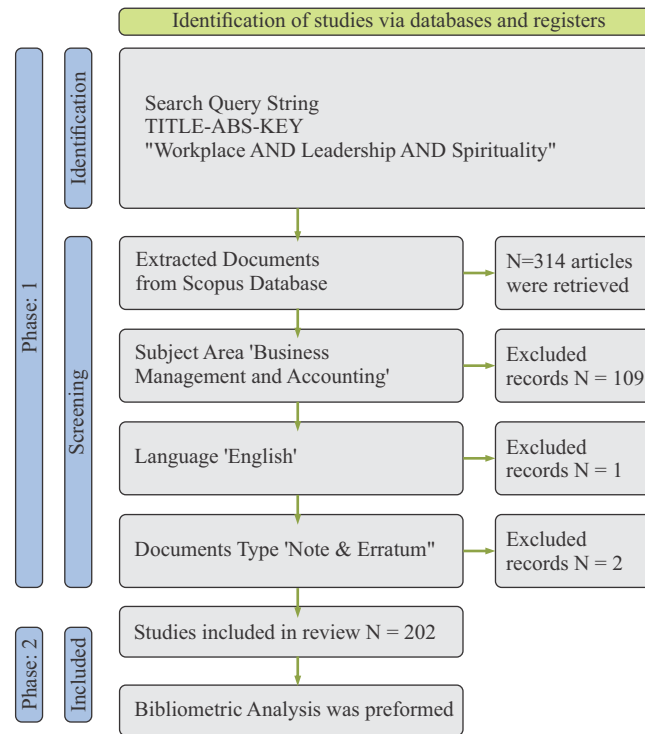 Identification of studies via databases and registers
Phase: 1
Identification
Search Query String
TITLE-ABS-KEY
"Workplace AND Leadership AND Spirituality"
Screening
Extracted Documents
from Scopus Database
N=314 articles
were retrieved
Subject Area 'Business
Management and Accounting'
Excluded
records N = 109
Language 'English'
Excluded
records N = 1
Documents Type 'Note & Erratum"
Excluded
records N = 2
Phase: 2
Included
Studies included in review N = 202
Bibliometric Analysis was preformed